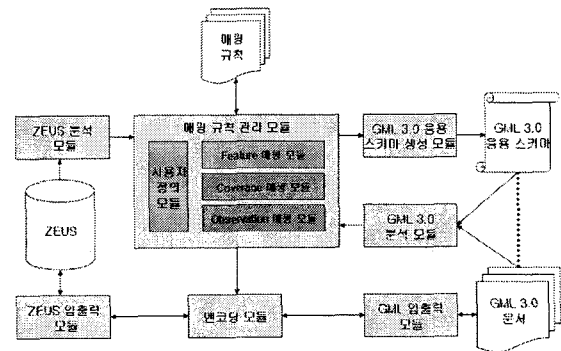 매핑
규칙
ZEUS 분석
모듈
매핑 규칙 관리 모듈
사용자
정의
모듈
Feature 매핑 모듈
Coverage 매핑 모듈
Observation 매핑 모듈
GML 3.0 응용
스키마 생성 모듈
GML 3.0
응용 스키마
ZEUS
GML 3.0
분석 모듈
ZEUS 입출력
모듈
엔코딩 모듈
GML 입출력
모듈
GML 3.0
문서